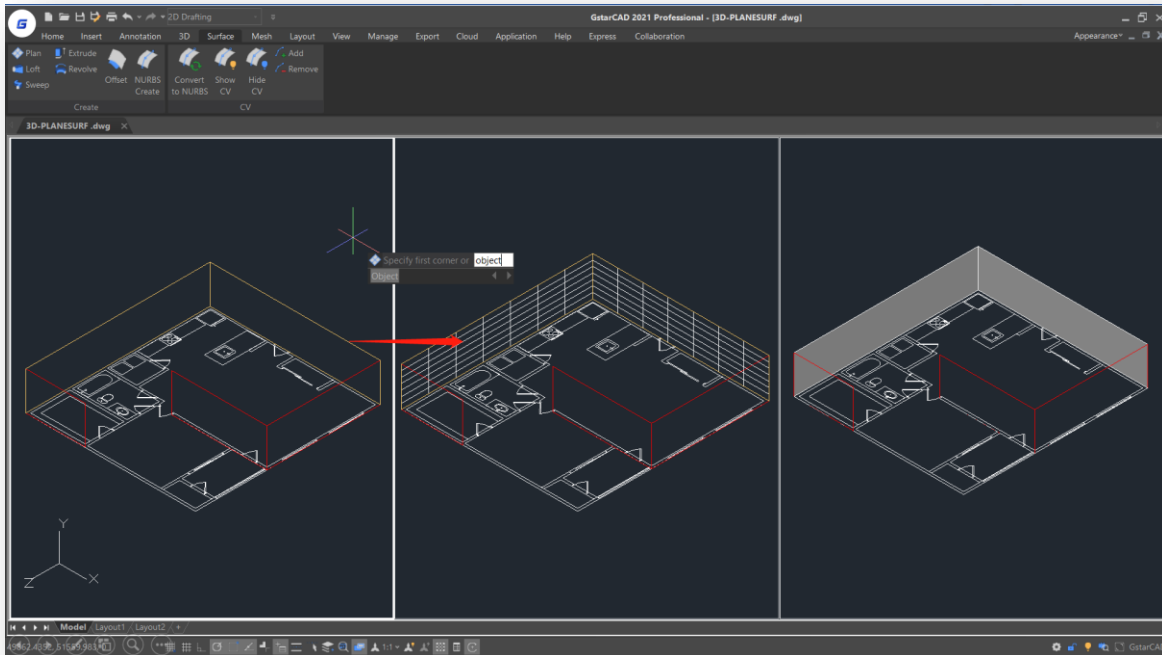 2D Drafting
GstarCAD 2021 Professional - [3D-PLANESURF .dwg]
Home Insert Annotation 3D Surface Mesh Layout View Manage Export Cloud Application Help Express Collaboration Appearance
Plan Extrude Add
Loft Revolve Offset NURBS Convert Show Hide Remove
Sweep Create to NURBS CV CV
Create CV
3D-PLANESURF .dwg
Specify first corner or object
Object
Y
Z X
Model Layout1 Layout2 +
1:1 GstarCAD